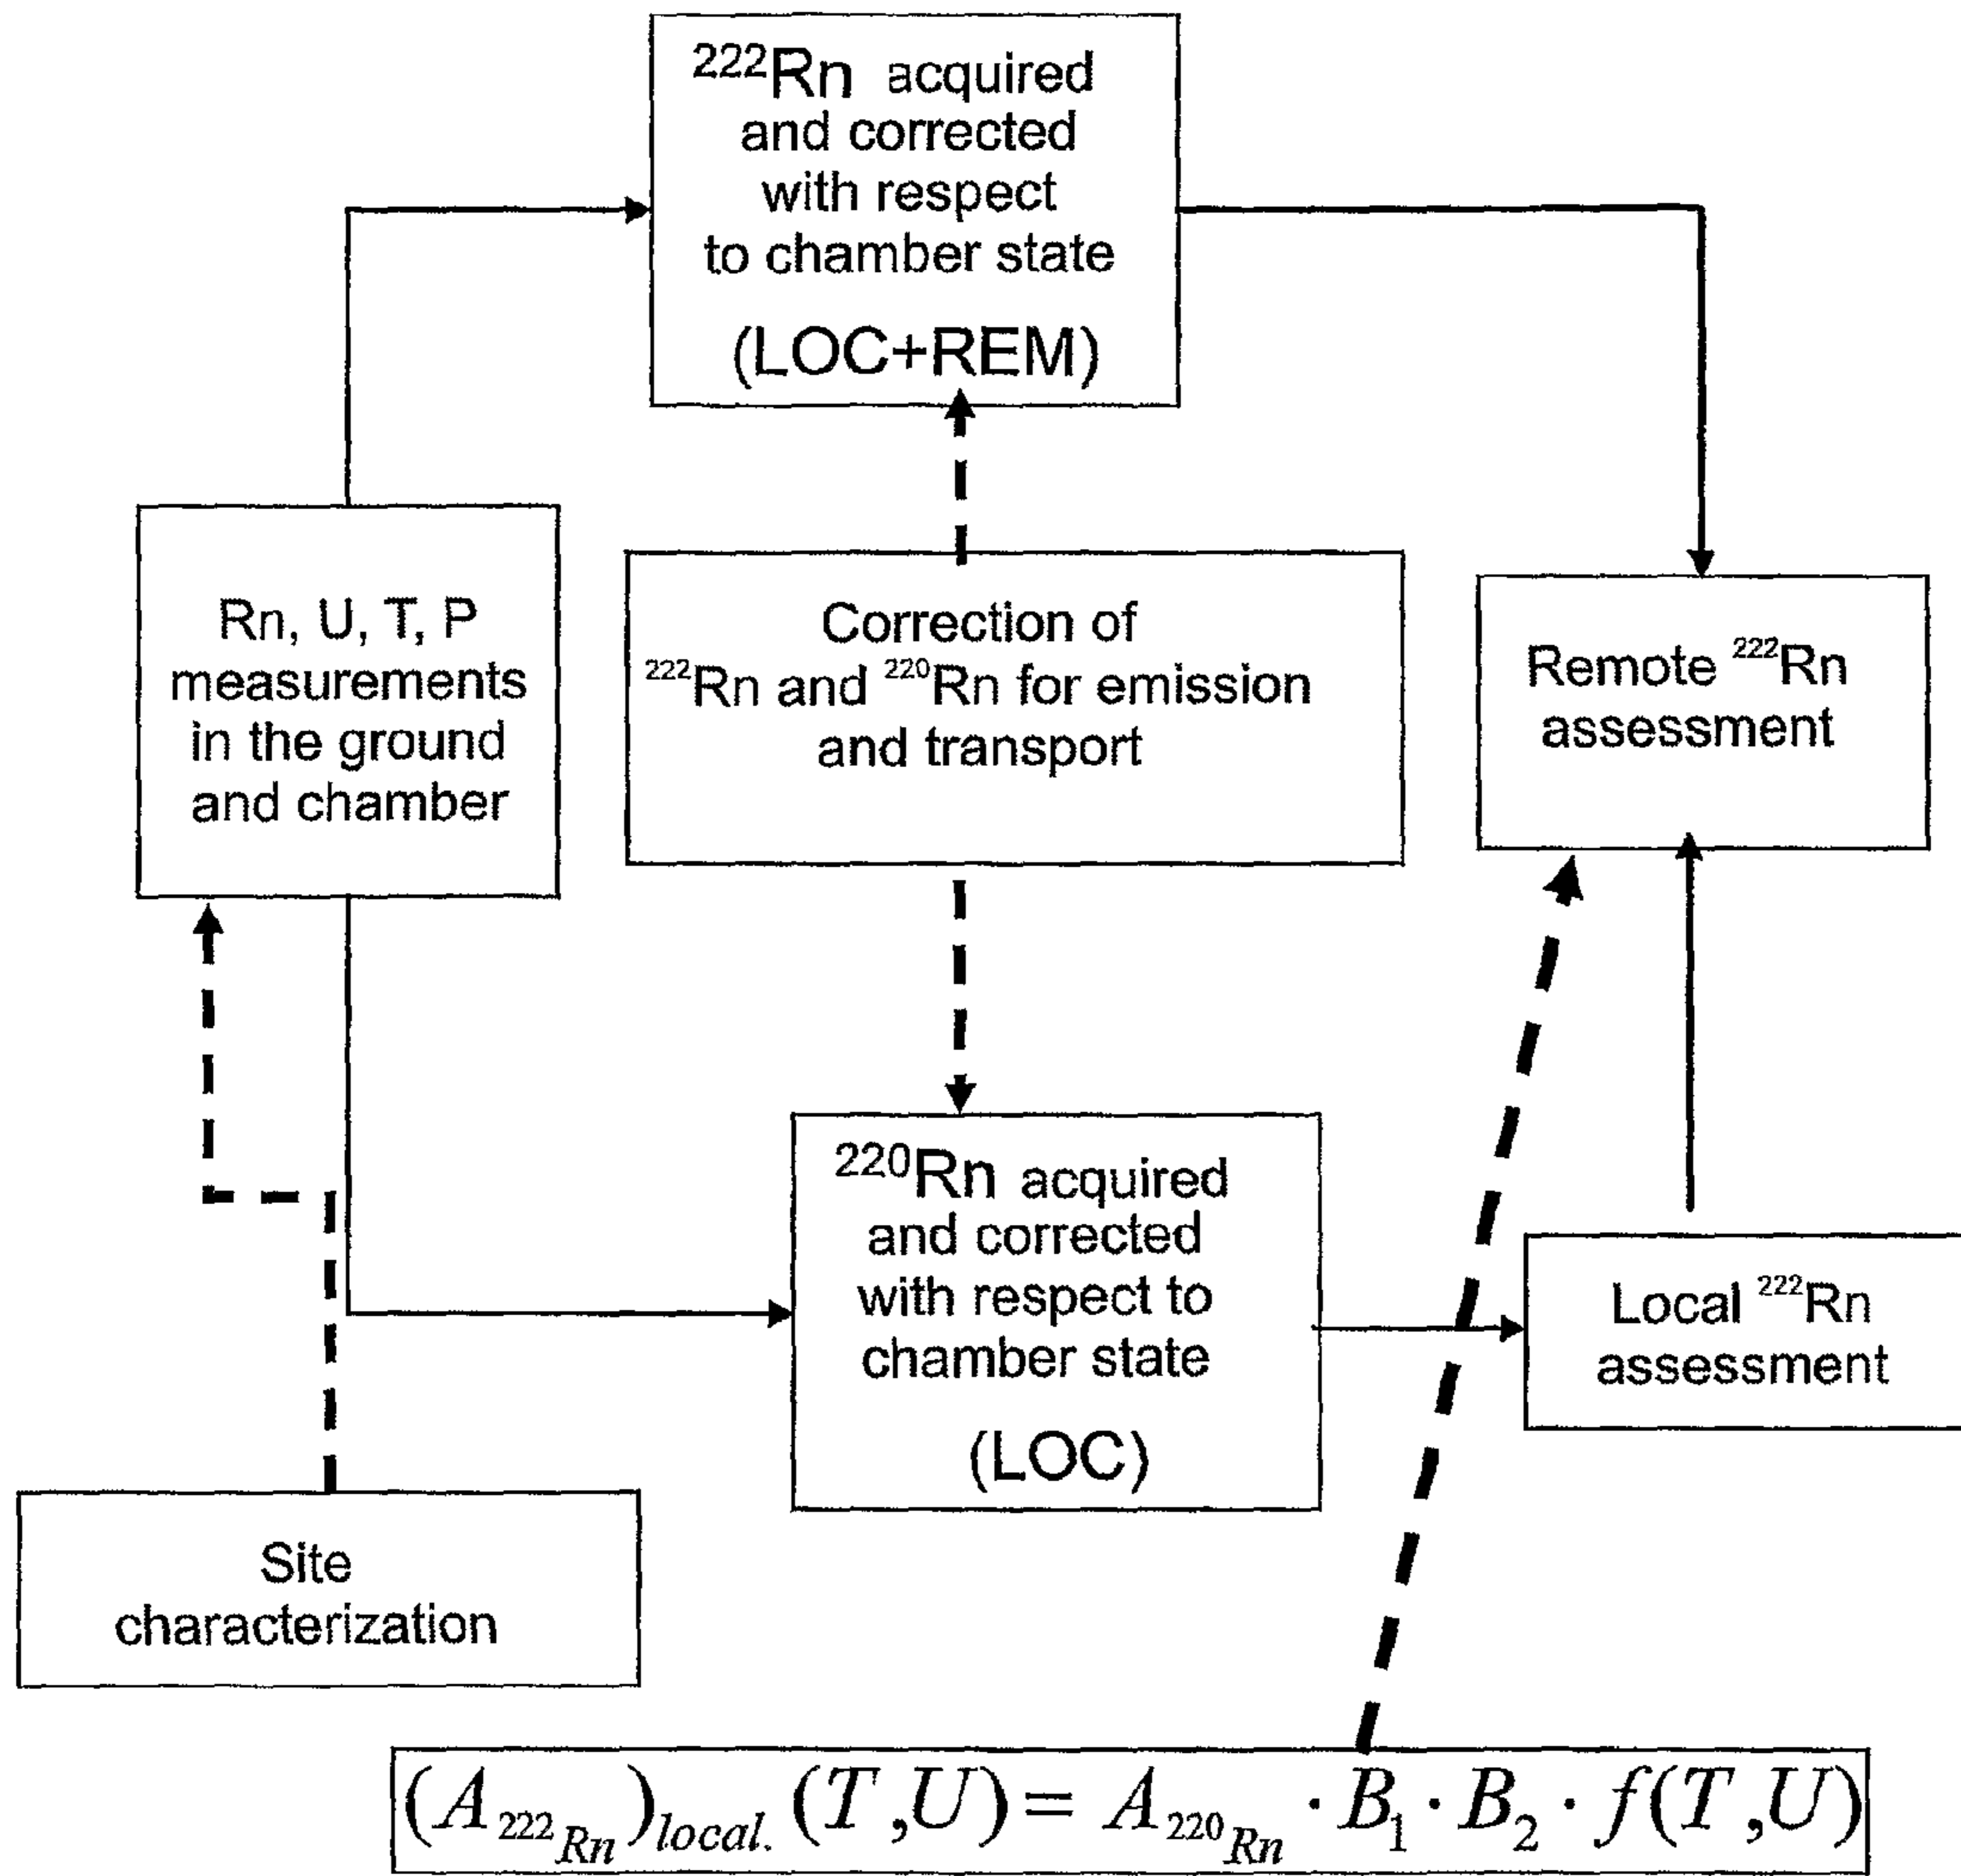 ²²²Rn acquired
and corrected
with respect
to chamber state
(LOC+REM)
Rn, U, T, P
measurements
in the ground
and chamber
Correction of
²²²Rn and ²²⁰Rn for emission
and transport
Remote ²²²Rn
assessment
²²⁰Rn acquired
and corrected
with respect to
chamber state
(LOC)
Local ²²²Rn
assessment
Site
characterization
(A₂₂₂Rn)local. (T,U) = A₂₂₀Rn · B₁ · B₂ · f(T,U)